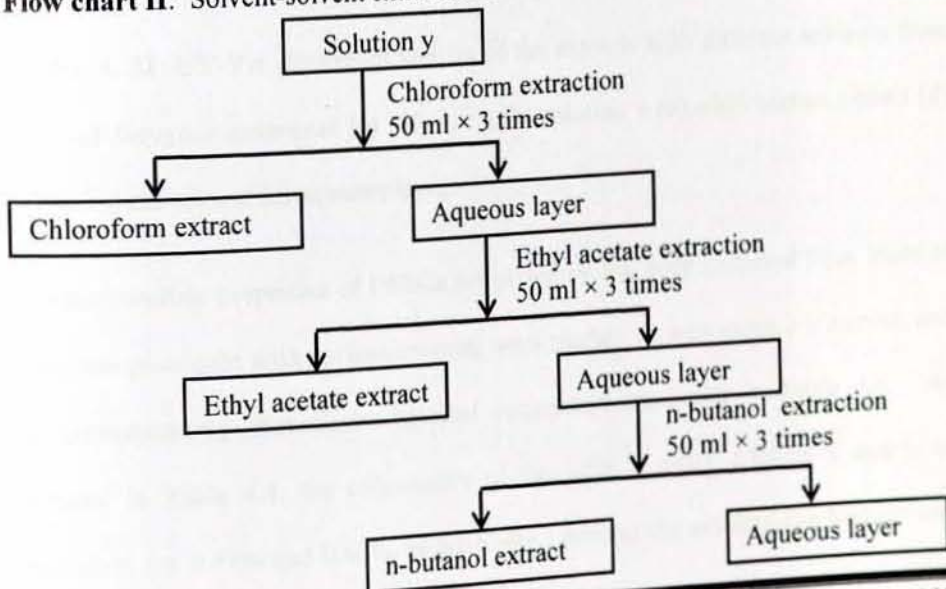 Flow chart II: Solvent-solvent
Solution y
Chloroform extraction
50 ml × 3 times
Chloroform extract
Aqueous layer
Ethyl acetate extraction
50 ml × 3 times
Ethyl acetate extract
Aqueous layer
n-butanol extraction
50 ml × 3 times
n-butanol extract
Aqueous layer